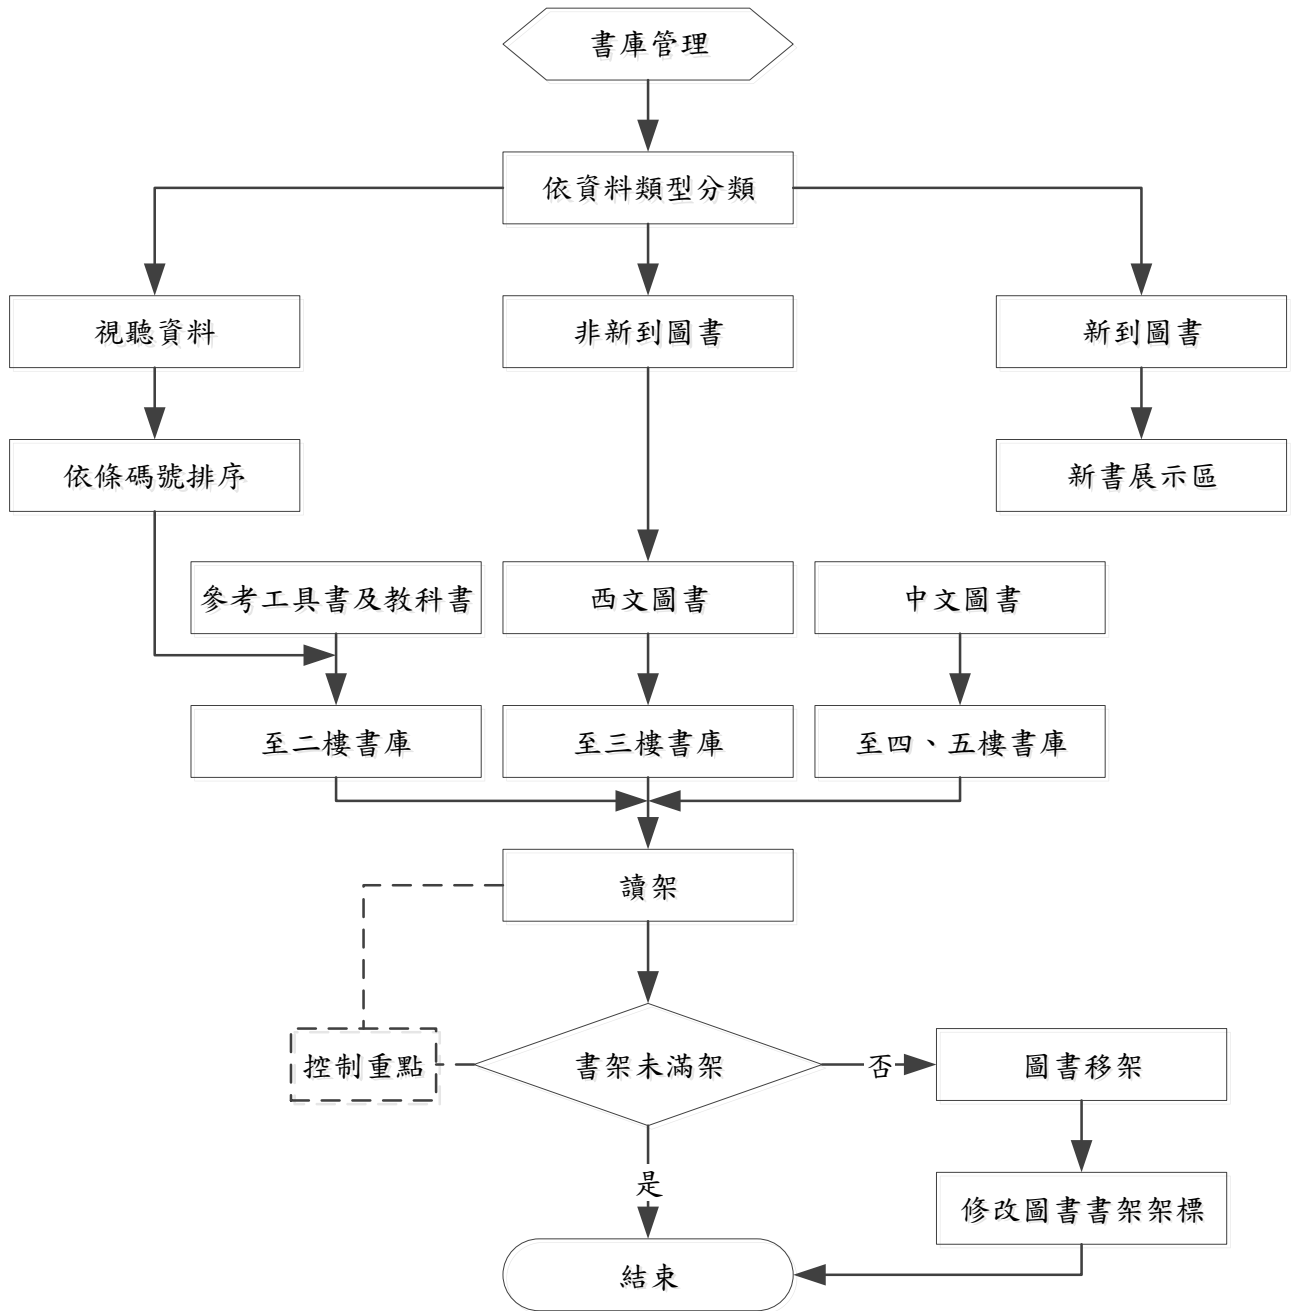 書庫管理
依資料類型分類
視聽資料
非新到圖書
新到圖書
依條碼號排序
新書展示區
參考工具書及教科書
西文圖書
中文圖書
至二樓書庫
至三樓書庫
至四、五樓書庫
讀架
控制重點
書架未滿架
否
圖書移架
是
修改圖書書架架標
結束